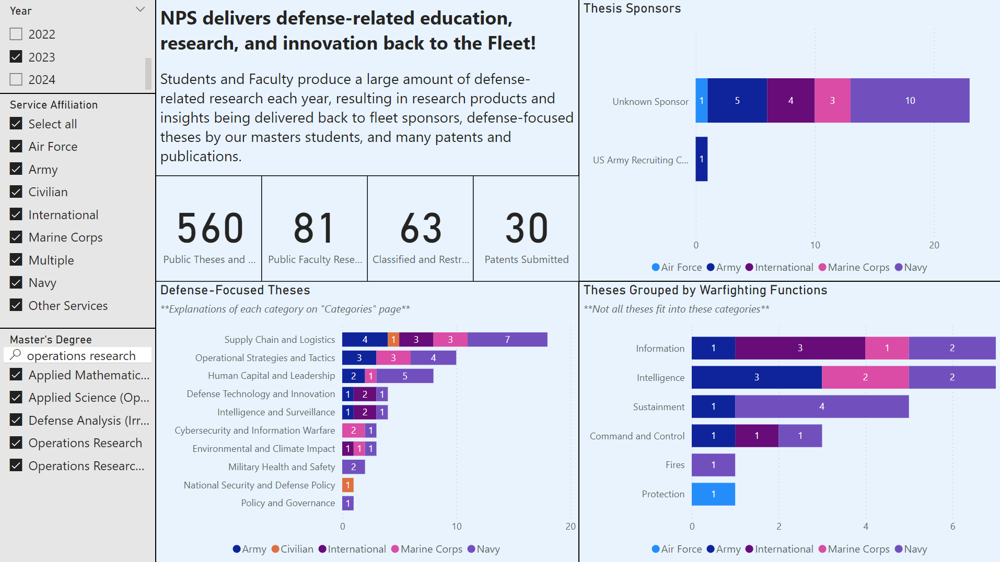 Year
2022
2023
2024
Service Affiliation
Select all
Air Force
Army
Civilian
International
Marine Corps
Multiple
Navy
Other Services
Master's Degree
operations research
Applied Mathematic...
Applied Science (Op...
Defense Analysis (Irr...
Operations Research
Operations Researc...
NPS delivers defense-related education,
research, and innovation back to the Fleet!
Students and Faculty produce a large amount of defense-
related research each year, resulting in research products and
insights being delivered back to fleet sponsors, defense-focused
theses by our masters students, and many patents and
publications.
560
Public Theses and ...
81
Public Faculty Rese...
63
Classified and Restr...
30
Patents Submitted
Thesis Sponsors
Unknown Sponsor 1 5 4 3 10
US Army Recruiting C... 1
0 10 20
Air Force Army International Marine Corps Navy
Defense-Focused Theses
**Explanations of each category on "Categories" page**
Supply Chain and Logistics 4 1 3 3 7
Operational Strategies and Tactics 3 3 4
Human Capital and Leadership 2 1 5
Defense Technology and Innovation 1 2 1
Intelligence and Surveillance 1 2 1
Cybersecurity and Information Warfare 2 1
Environmental and Climate Impact 1 1 1
Military Health and Safety 2
National Security and Defense Policy 1
Policy and Governance 1
0 10 20
Army Civilian International Marine Corps Navy
Theses Grouped by Warfighting Functions
**Not all theses fit into these categories**
Information 1 3 1 2
Intelligence 3 2 2
Sustainment 1 4
Command and Control 1 1 1
Fires 1
Protection 1
0 2 4 6
Air Force Army International Marine Corps Navy